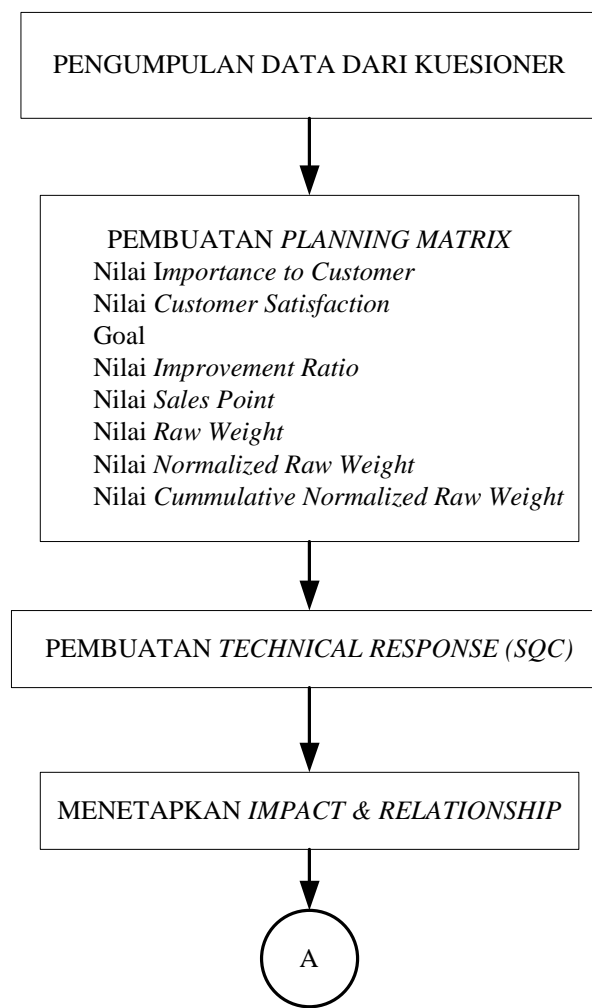 PENGUMPULAN DATA DARI KUESIONER
PEMBUATAN PLANNING MATRIX
Nilai Importance to Customer
Nilai Customer Satisfaction
Goal
Nilai Improvement Ratio
Nilai Sales Point
Nilai Raw Weight
Nilai Normalized Raw Weight
Nilai Cummulative Normalized Raw Weight
PEMBUATAN TECHNICAL RESPONSE (SQC)
MENETAPKAN IMPACT & RELATIONSHIP
A